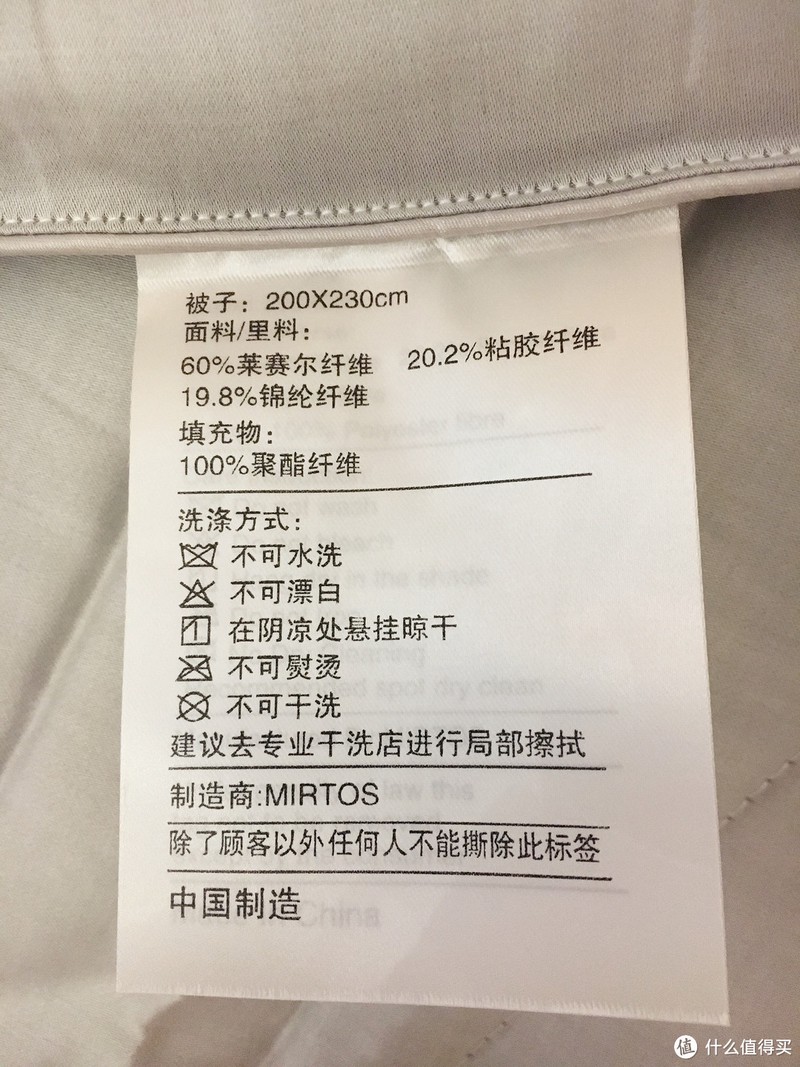 被子：200X230cm
面料/里料：
60%莱赛尔纤维 20.2%粘胶纤维
19.8%锦纶纤维
填充物：
100%聚酯纤维
洗涤方式：
不可水洗
不可漂白
在阴凉处悬挂晾干
不可熨烫
不可干洗
建议去专业干洗店进行局部擦拭
制造商:MIRTOS
除了顾客以外任何人不能撕除此标签
中国制造
值 什么值得买